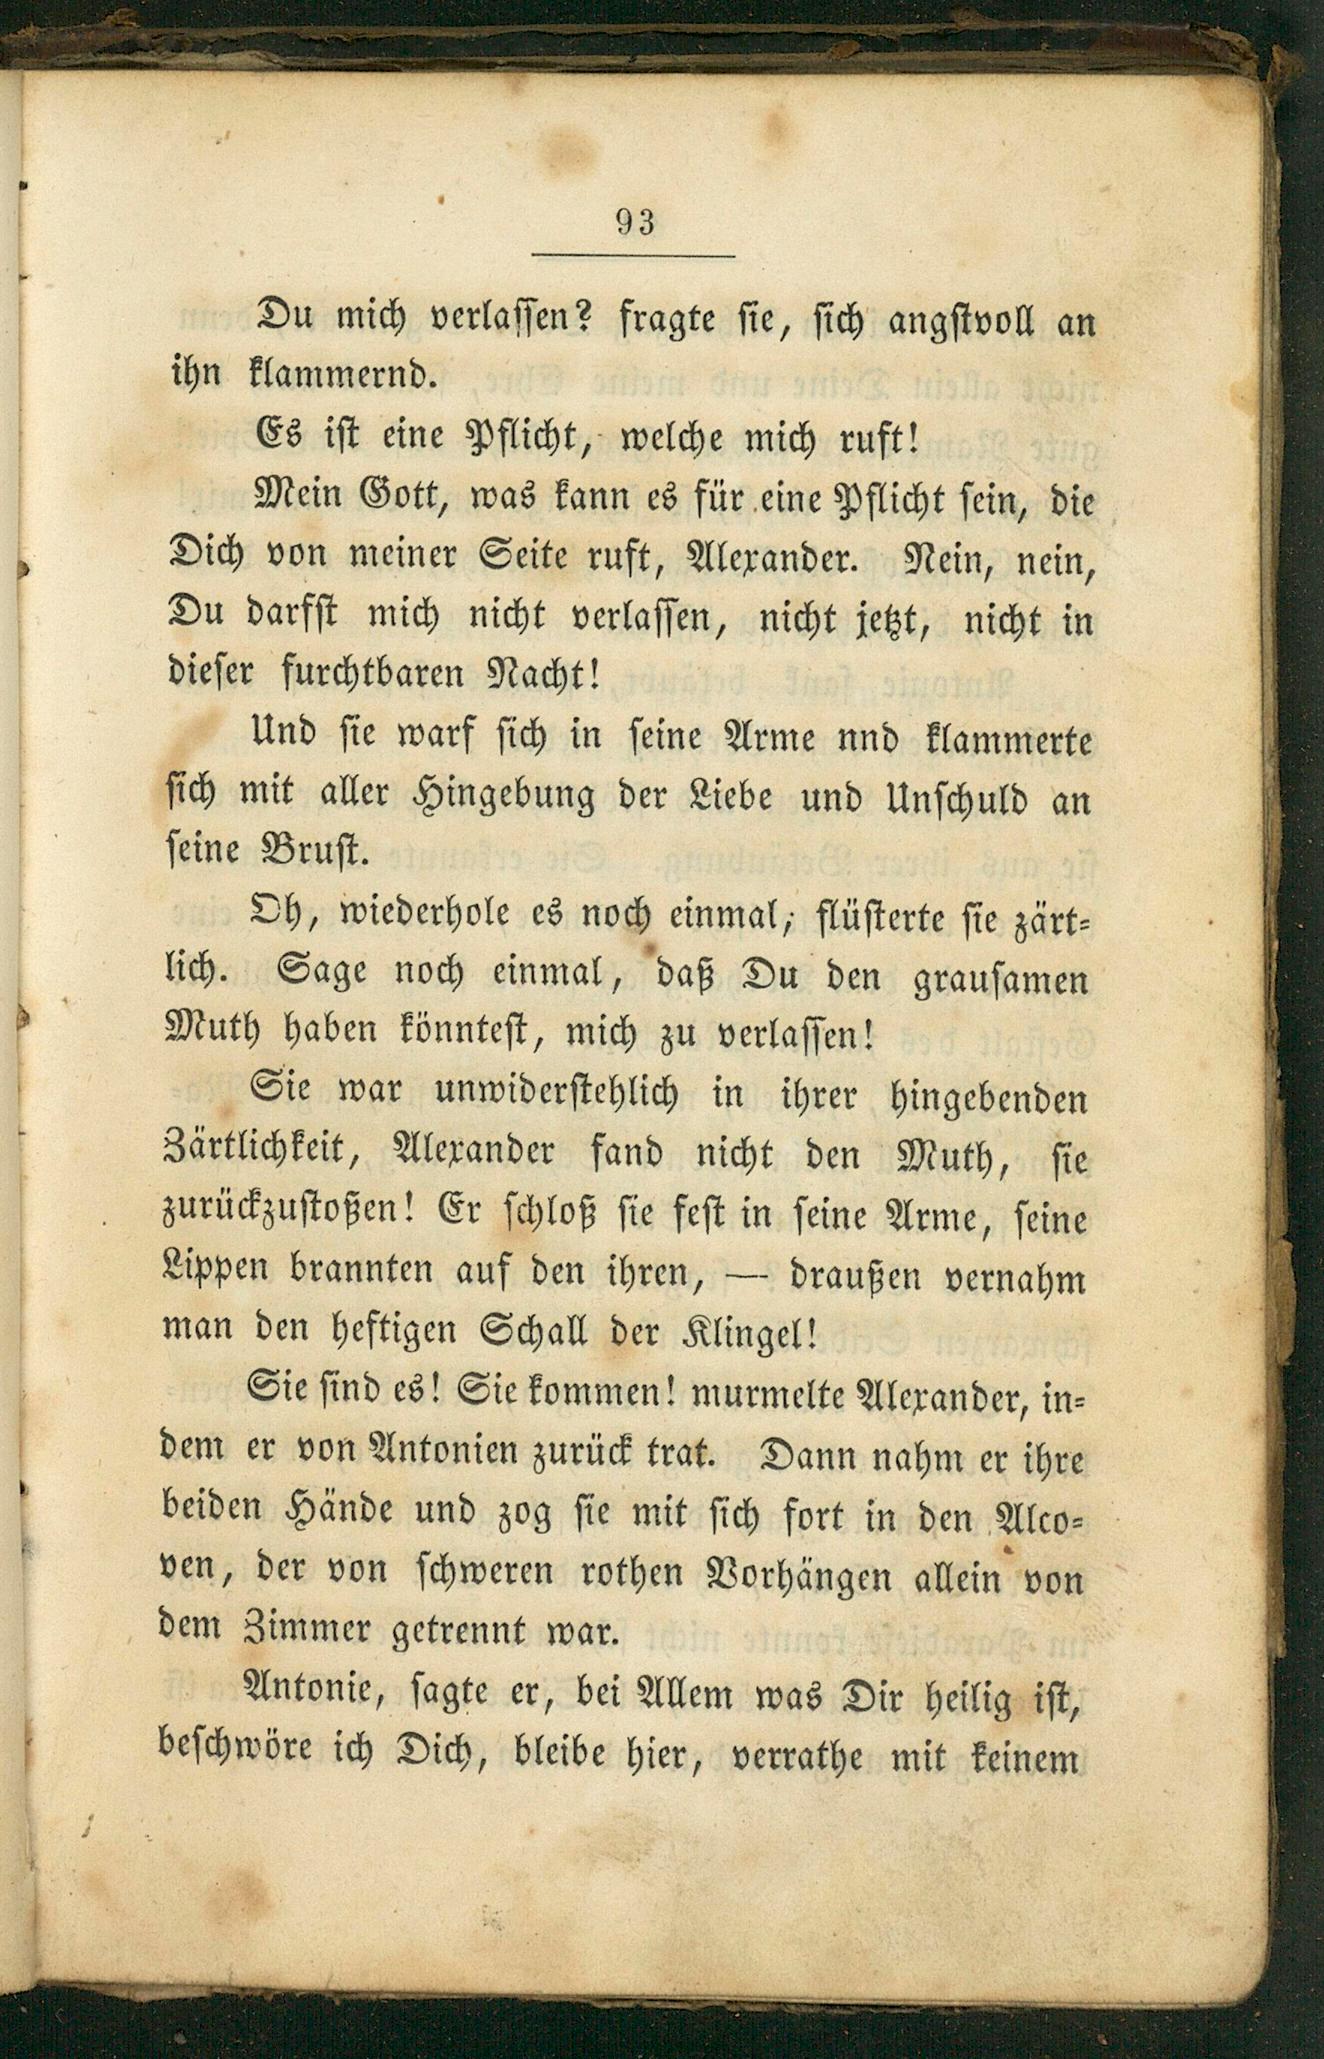 93
Du mich verlassen? fragte sie, sich angstvoll an
ihn klammernd.
Es ist eine Pflicht, welche mich ruft!
Mein Gott, was kann es für eine Pflicht sein, die
Dich von meiner Seite ruft, Alexander. Nein, nein,
Du darfst mich nicht verlassen, nicht jetzt, nicht in
dieser furchtbaren Nacht!
Und sie warf sich in seine Arme nnd klammerte
sich mit aller Hingebung der Liebe und Unschuld an
seine Brust.
Oh, wiederhole es noch einmal, flüsterte sie zärt-
lich. Sage noch einmal, daß Du den grausamen
Muth haben könntest, mich zu verlassen!
Sie war unwiderstehlich in ihrer hingebenden
Zärtlichkeit, Alexander fand nicht den Muth, sie
zurückzustoßen! Er schloß sie fest in seine Arme, seine
Lippen brannten auf den ihren, — draußen vernahm
man den heftigen Schall der Klingel!
Sie sind es! Sie kommen! murmelte Alexander, in-
dem er von Antonien zurück trat. Dann nahm er ihre
beiden Hände und zog sie mit sich fort in den Alco-
ven, der von schweren rothen Vorhängen allein von
dem Zimmer getrennt war.
Antonie, sagte er, bei Allem was Dir heilig ist,
beschwöre ich Dich, bleibe hier, verrathe mit keinem